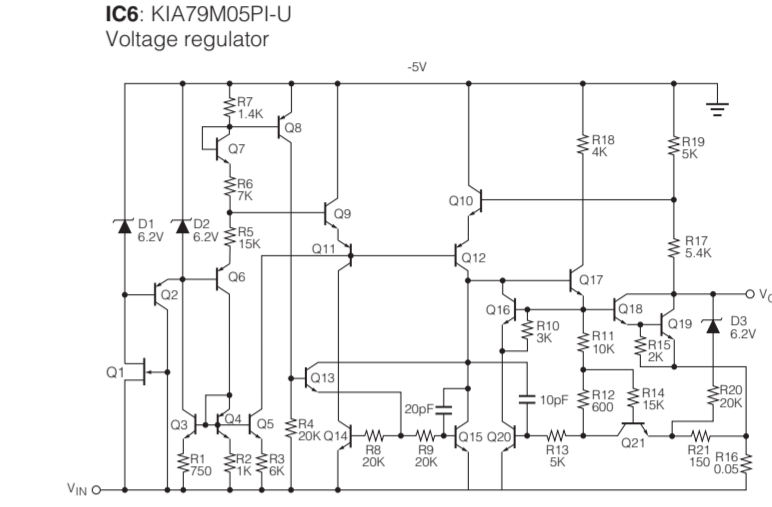 IC6: KIA79M05PI-U
Voltage regulator
-5V
R7
1.4K
Q8
Q7
R18
4K
R19
5K
R6
7K
Q10
Q9
D1
6.2V
D2
6.2V
R5
15K
Q11
Q12
R17
5.4K
Q2
Q6
Q17
Q16
Q18
Q19
D3
6.2V
R10
3K
R11
10K
R15
2K
Q1
Q13
20pF
10pF
R12
600
R14
15K
R20
20K
Q3
Q4
Q5
R4
20K
Q14
Q15
Q20
Q21
R8
20K
R9
20K
R13
5K
R21
150
R16
0.05
R1
750
R2
1K
R3
6K
VIN